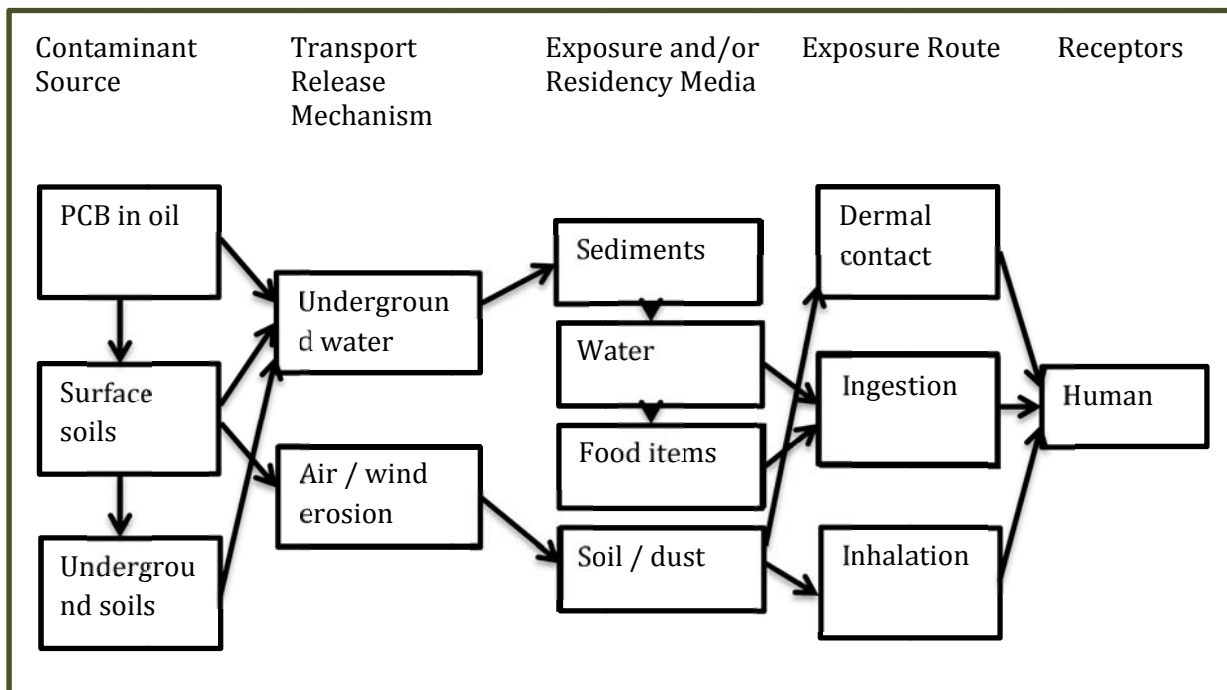 Contaminant
Source
Transport
Release
Mechanism
Exposure and/or
Residency Media
Exposure Route
Receptors
PCB in oil
Surface
soils
Undergrou
nd soils
Undergroun
d water
Air / wind
erosion
Sediments
Water
Food items
Soil / dust
Dermal
contact
Ingestion
Inhalation
Human